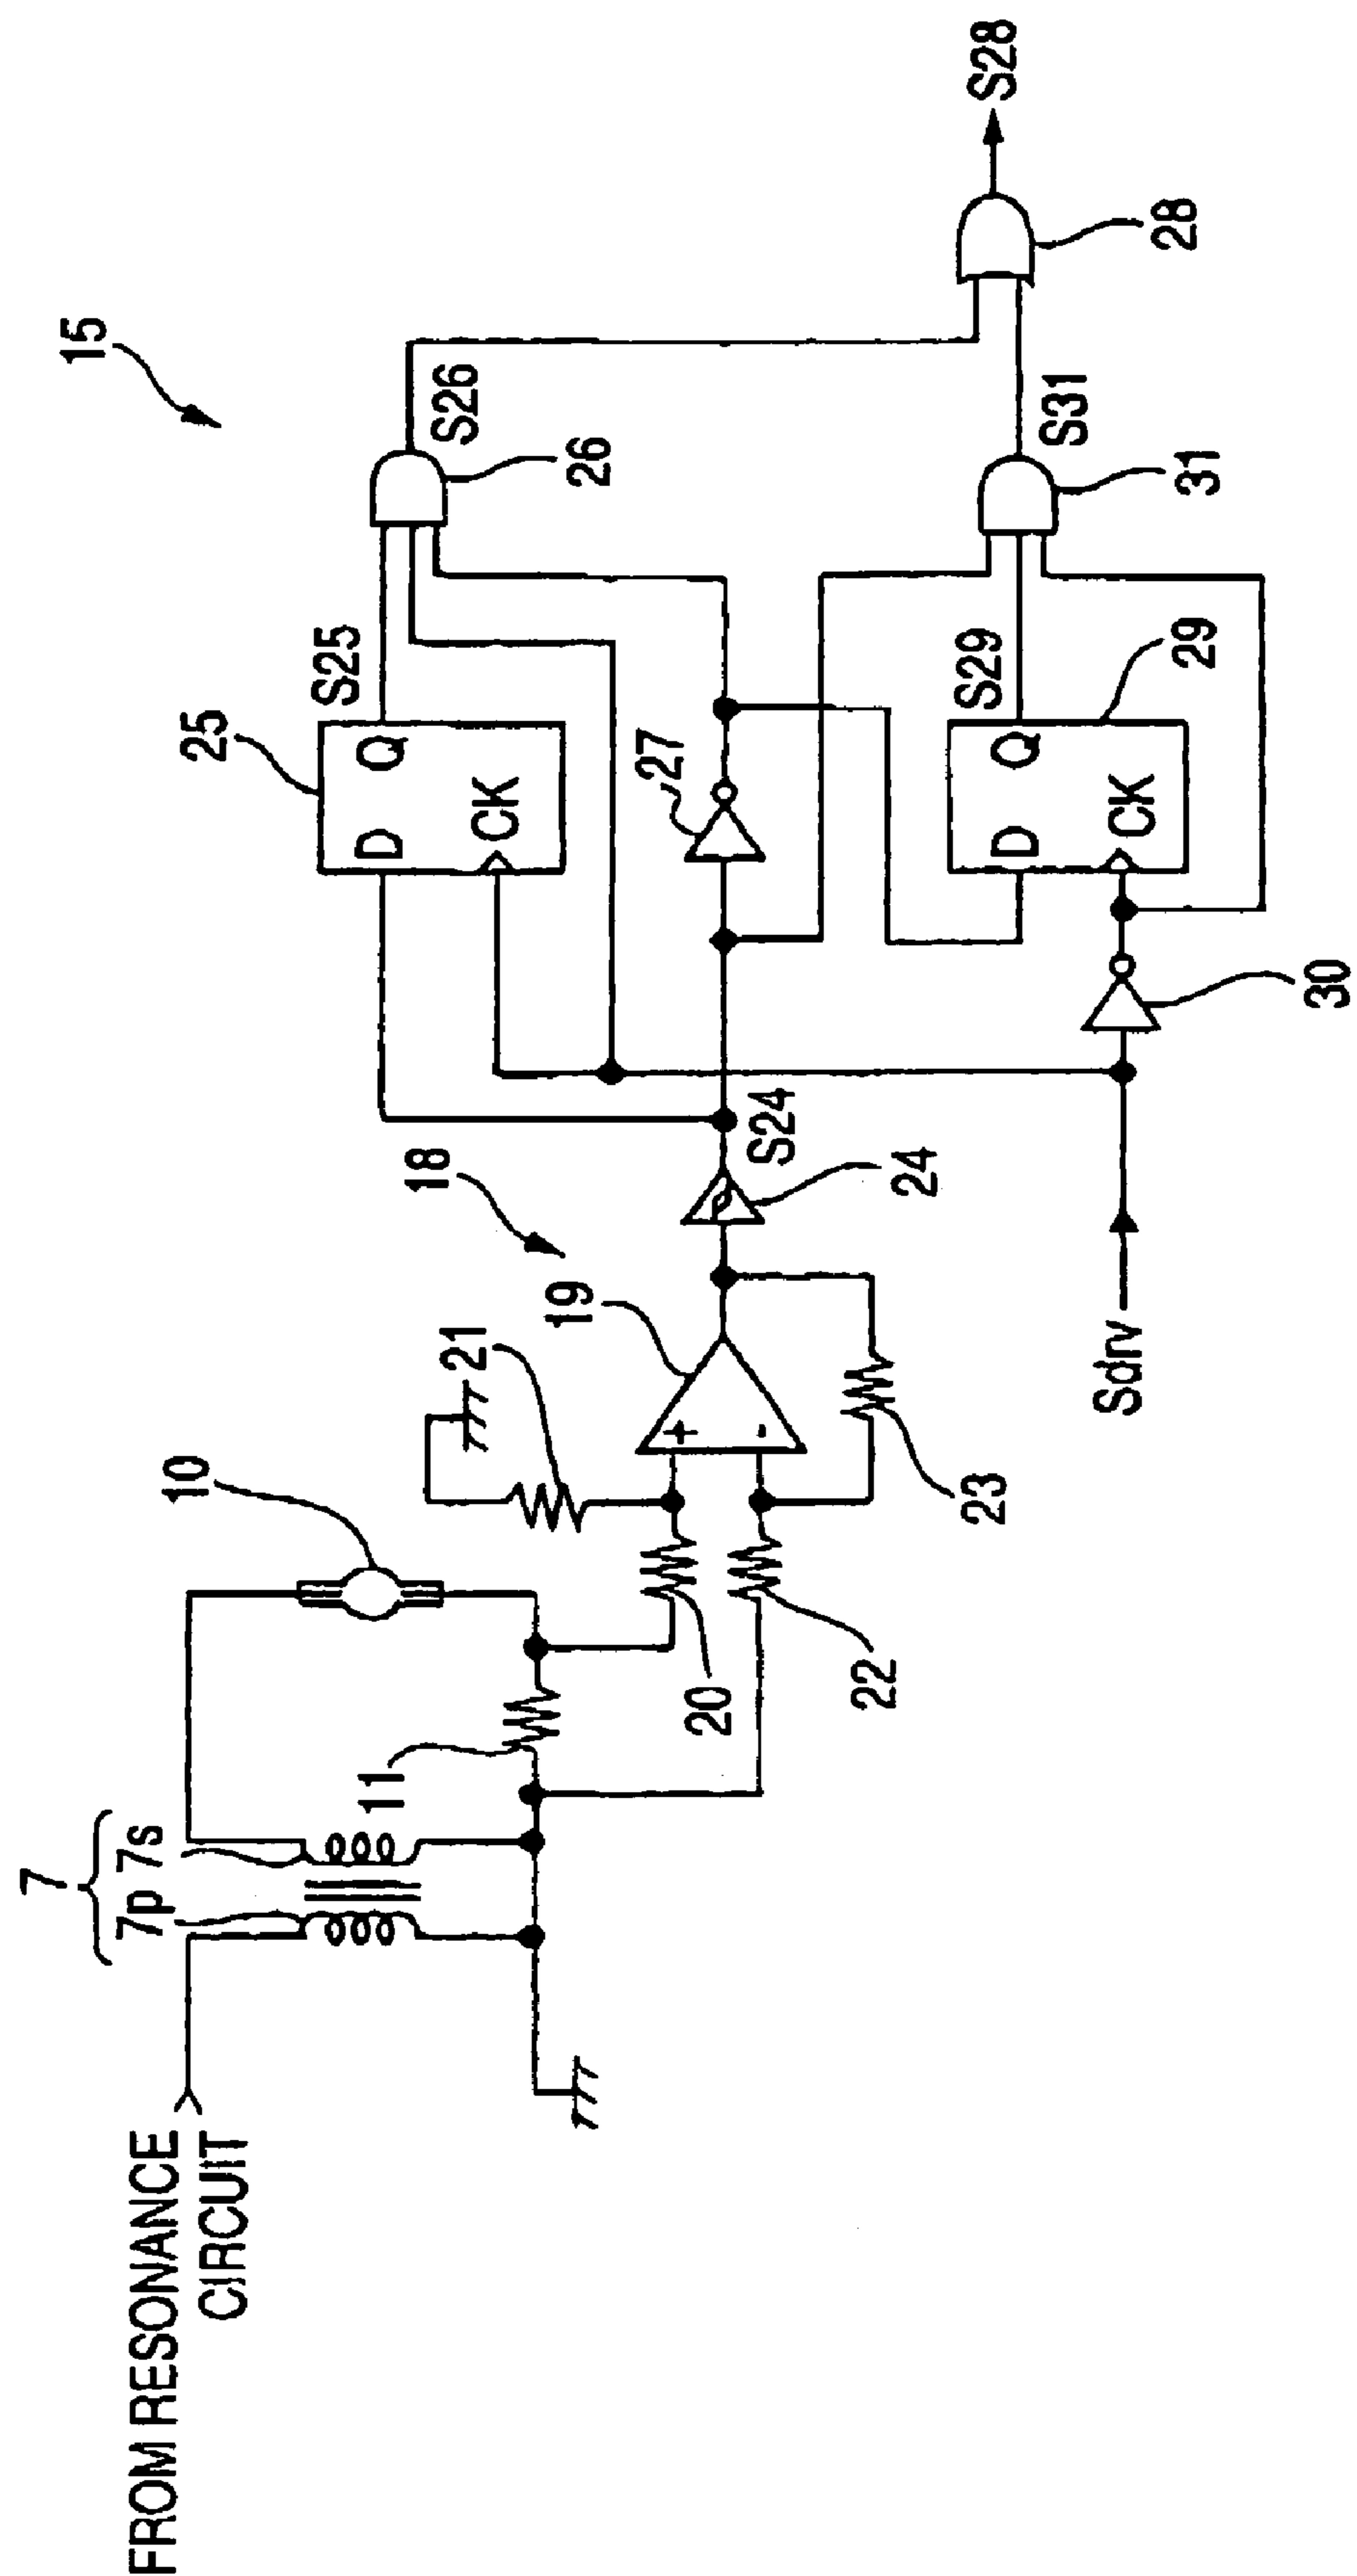 15
25
D
Q
CK
S25
S26
26
S28
28
10
7
7p
7s
11
18
19
21
+
-
20
22
23
24
S24
27
S29
29
D
Q
CK
S31
31
30
Sdrv
FROM RESONANCE
CIRCUIT